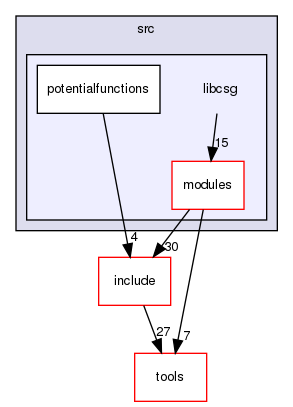 src
potentialfunctions
libcsg
15
modules
4
30
include
27
7
tools